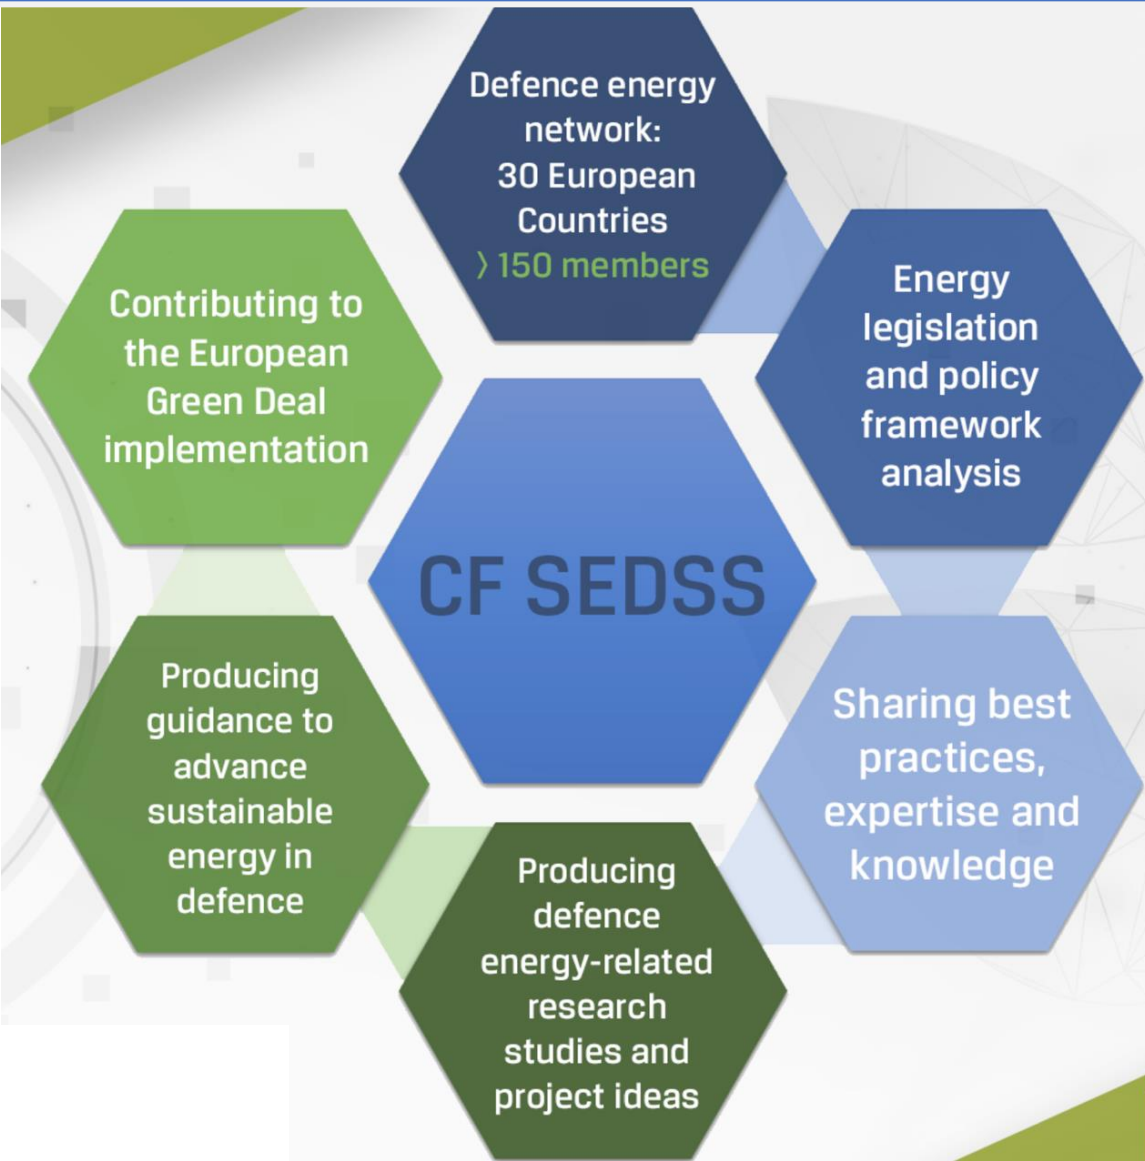 Defence energy
network:
30 European
Countries
> 150 members
Energy
legislation
and policy
framework
analysis
Sharing best
practices,
expertise and
knowledge
Producing
defence
energy-related
research
studies and
project ideas
Producing
guidance to
advance
sustainable
energy in
defence
Contributing to
the European
Green Deal
implementation
CF SEDSS